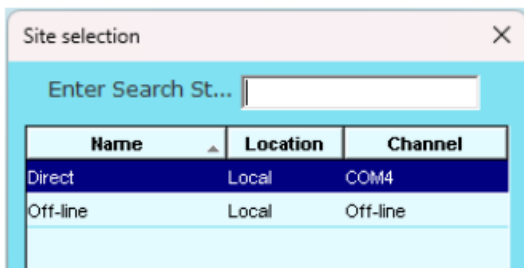 Site selection
Enter Search St...
Name Location Channel
Direct Local COM4
Off-line Local Off-line